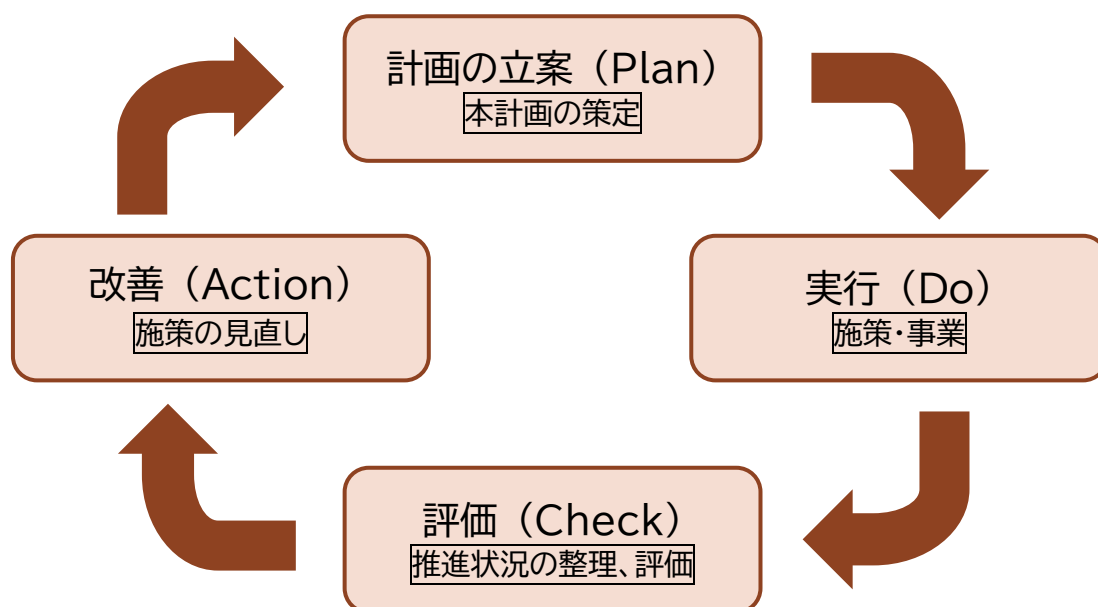 計画の立案（Plan）
本計画の策定
改善（Action）
施策の見直し
実行（Do）
施策・事業
評価（Check）
推進状況の整理、評価